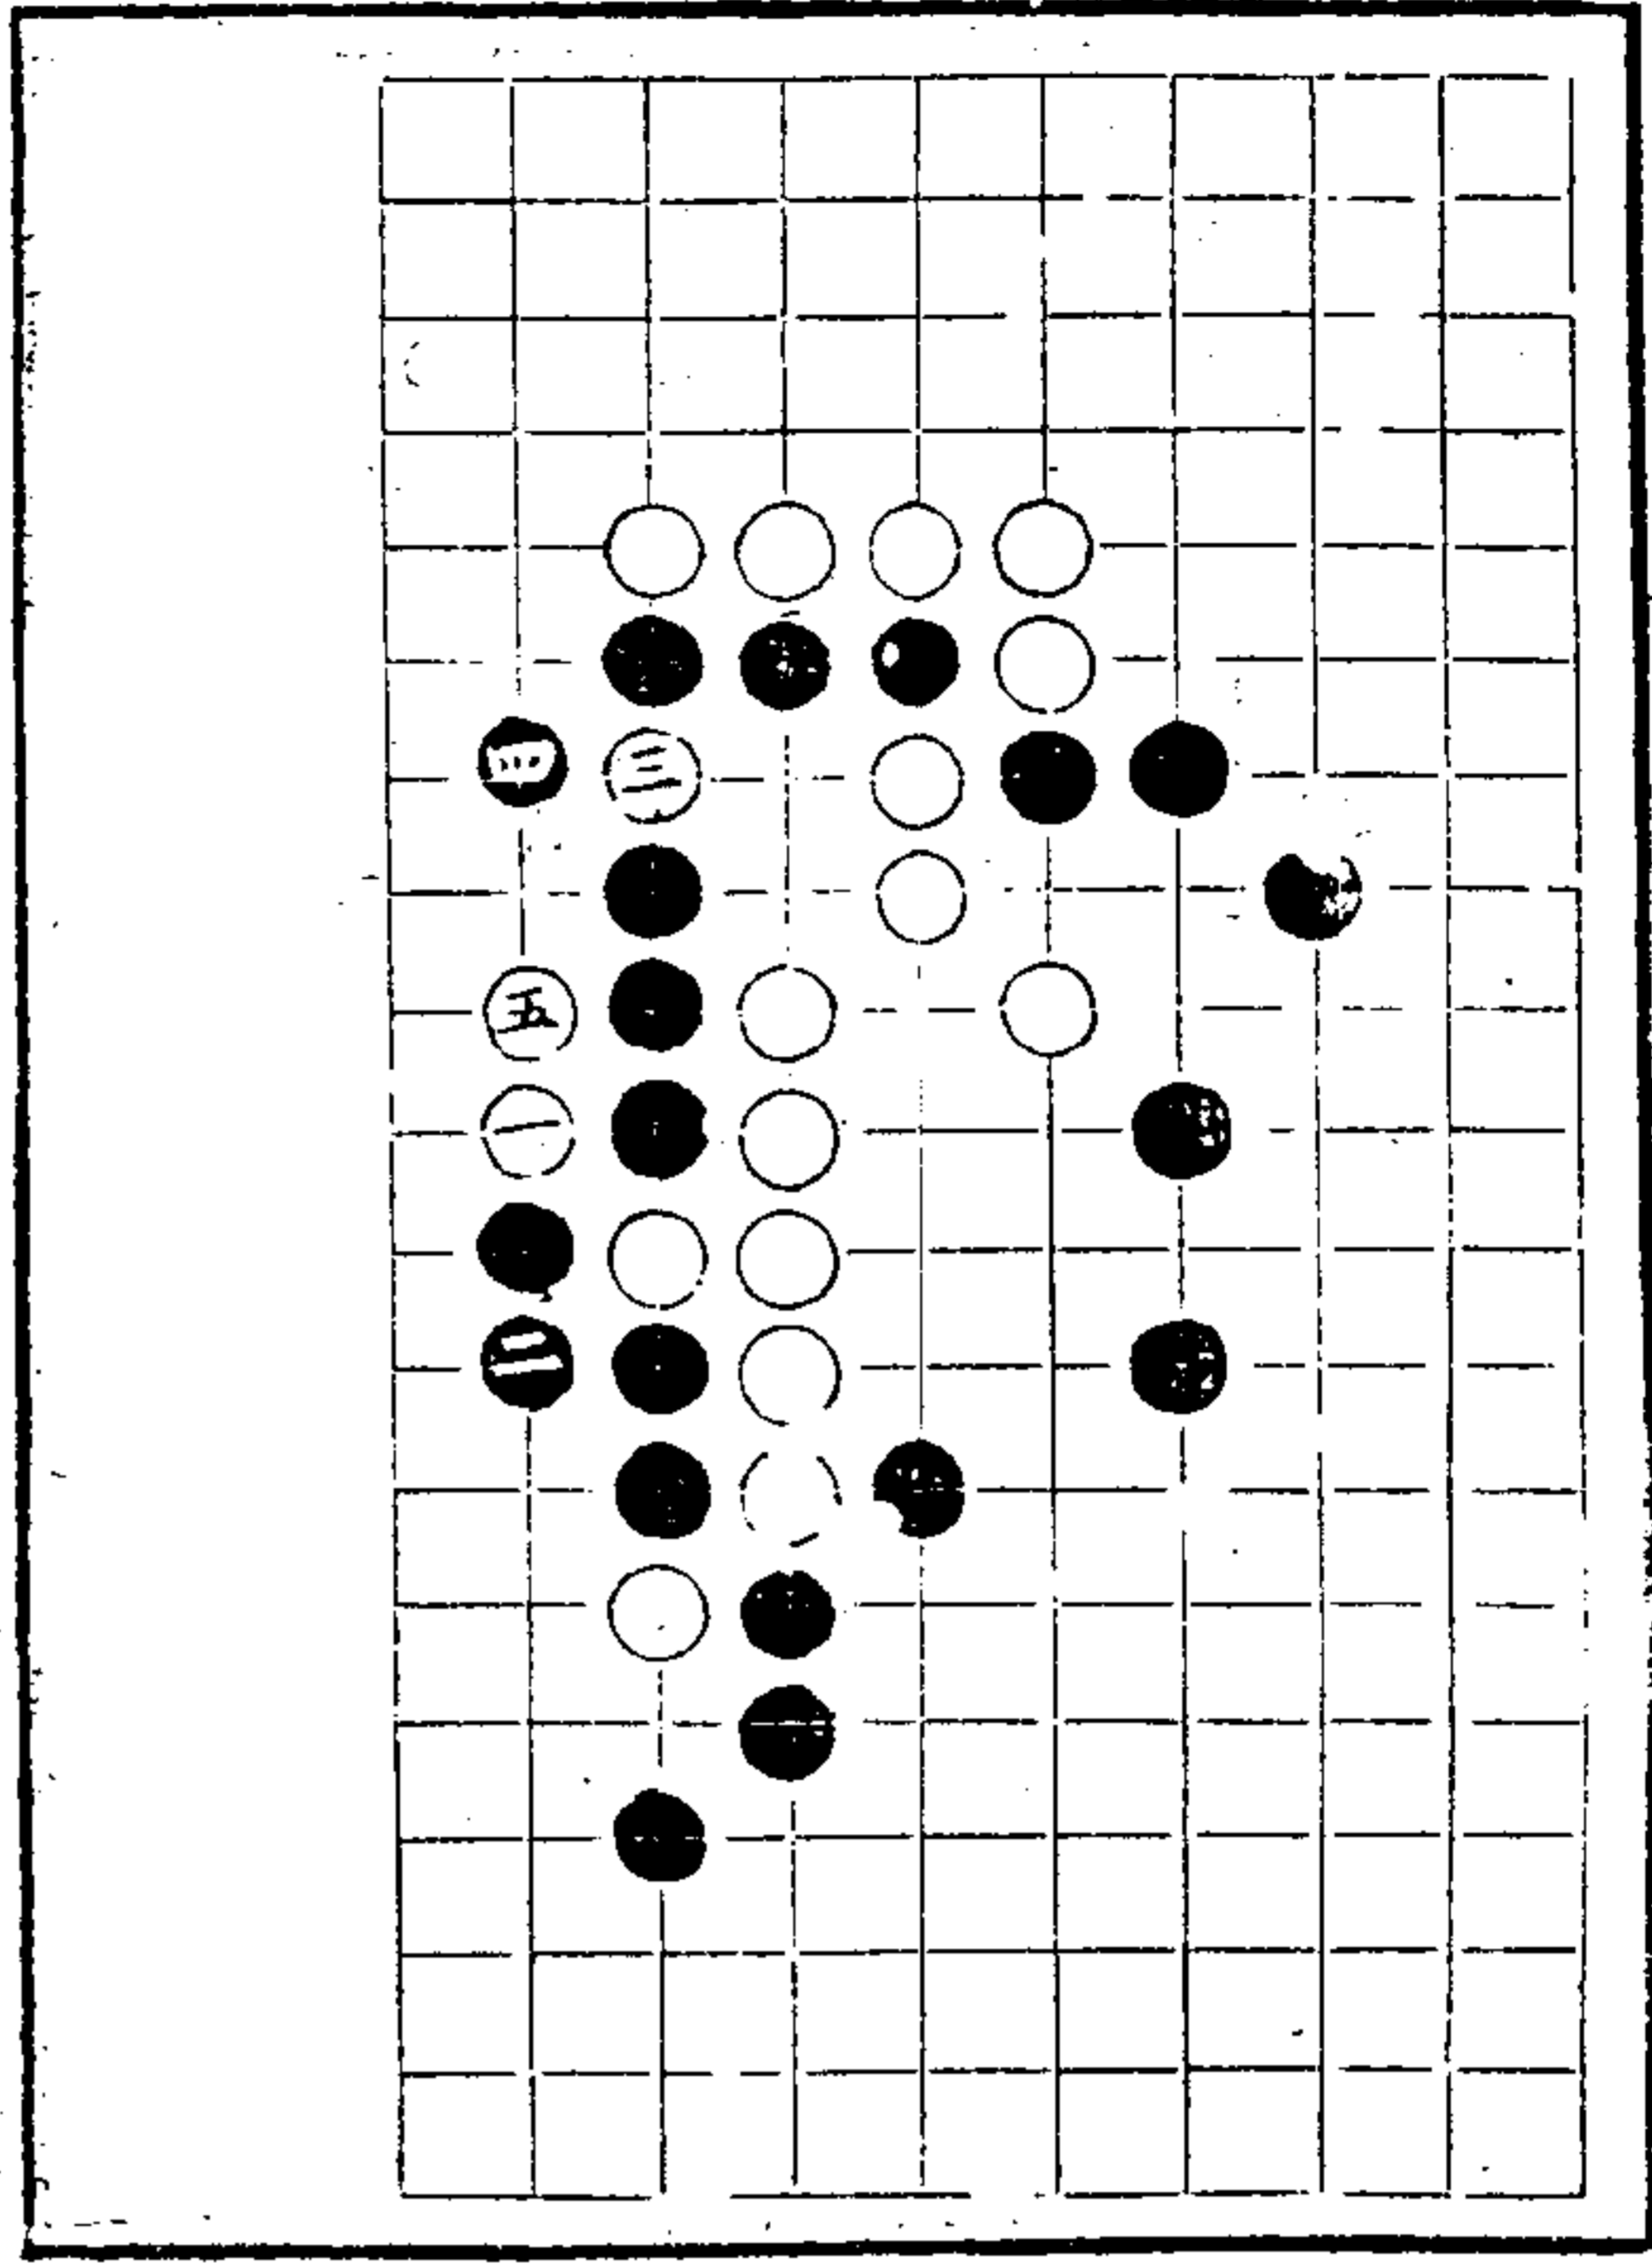 四 三
五
一
二